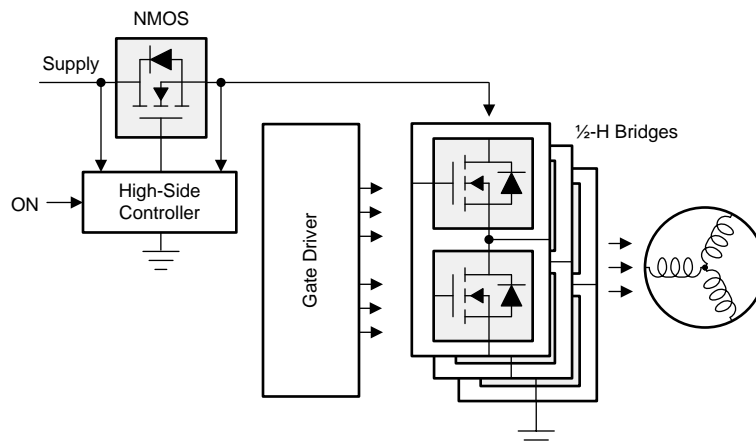 NMOS
Supply
½-H Bridges
High-Side
Controller
ON
Gate Driver